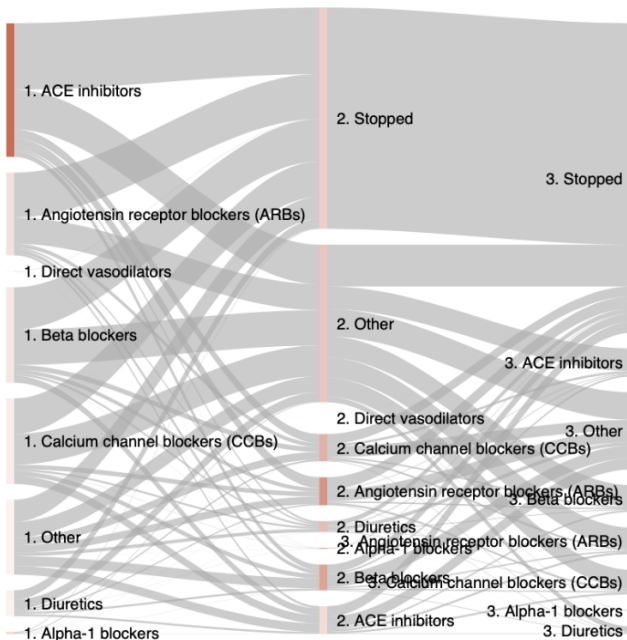 1. ACE inhibitors
1. Angiotensin receptor blockers (ARBs)
1. Direct vasodilators
1. Beta blockers
1. Calcium channel blockers (CCBs)
1. Other
1. Diuretics
1. Alpha-1 blockers
2. Stopped
2. Other
2. Direct vasodilators
2. Calcium channel blockers (CCBs)
2. Angiotensin receptor blockers (ARBs)
2. Diuretics
2. Alpha-1 blockers
2. Beta blockers
2. ACE inhibitors
3. Stopped
3. ACE inhibitors
3. Other
3. Beta blockers
3. Angiotensin receptor blockers (ARBs)
3. Calcium channel blockers (CCBs)
3. Alpha-1 blockers
3. Diuretics